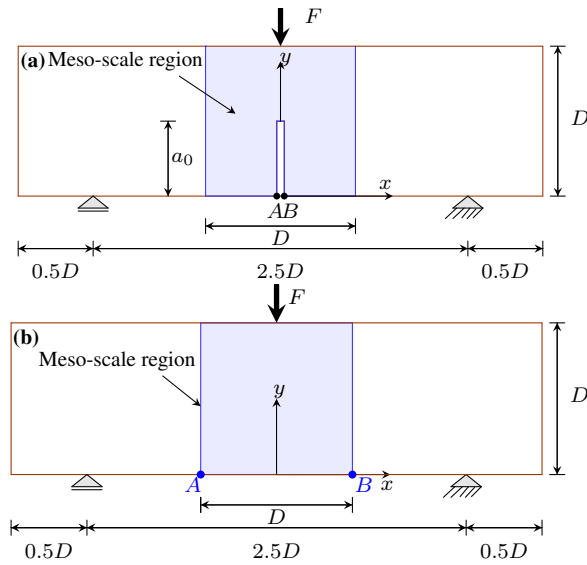 F
(a)
Meso-scale region
y
D
a₀
x
AB
D
0.5D
2.5D
0.5D
F
(b)
Meso-scale region
y
D
A
B
x
D
0.5D
2.5D
0.5D